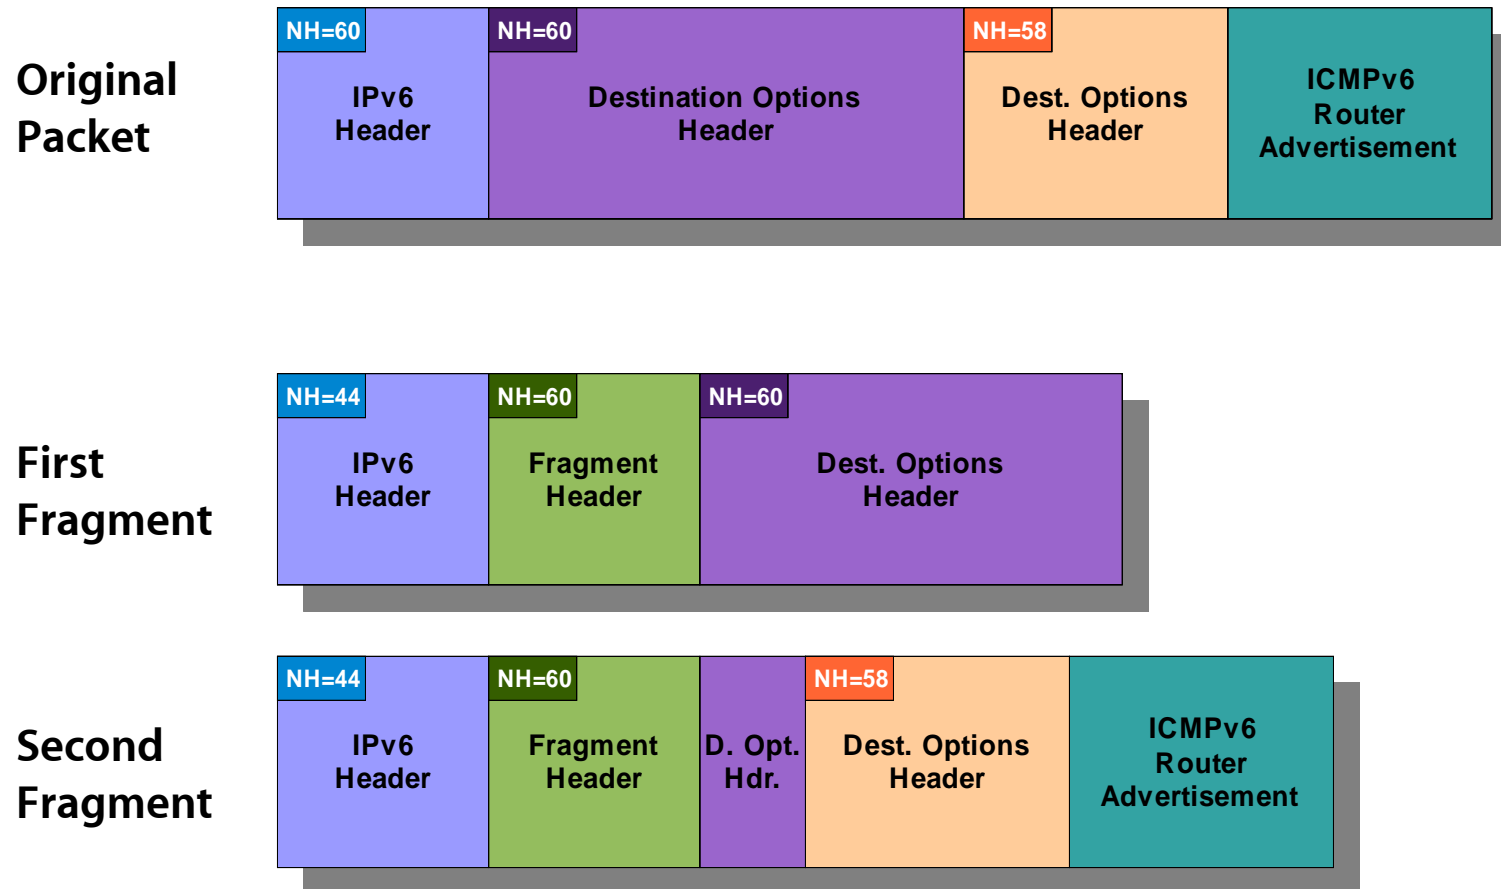 Original
Packet
NH=60
IPv6
Header
NH=60
Destination Options
Header
NH=58
Dest. Options
Header
ICMPv6
Router
Advertisement
First
Fragment
NH=44
IPv6
Header
NH=60
Fragment
Header
NH=60
Dest. Options
Header
Second
Fragment
NH=44
IPv6
Header
NH=60
Fragment
Header
D. Opt.
Hdr.
NH=58
Dest. Options
Header
ICMPv6
Router
Advertisement